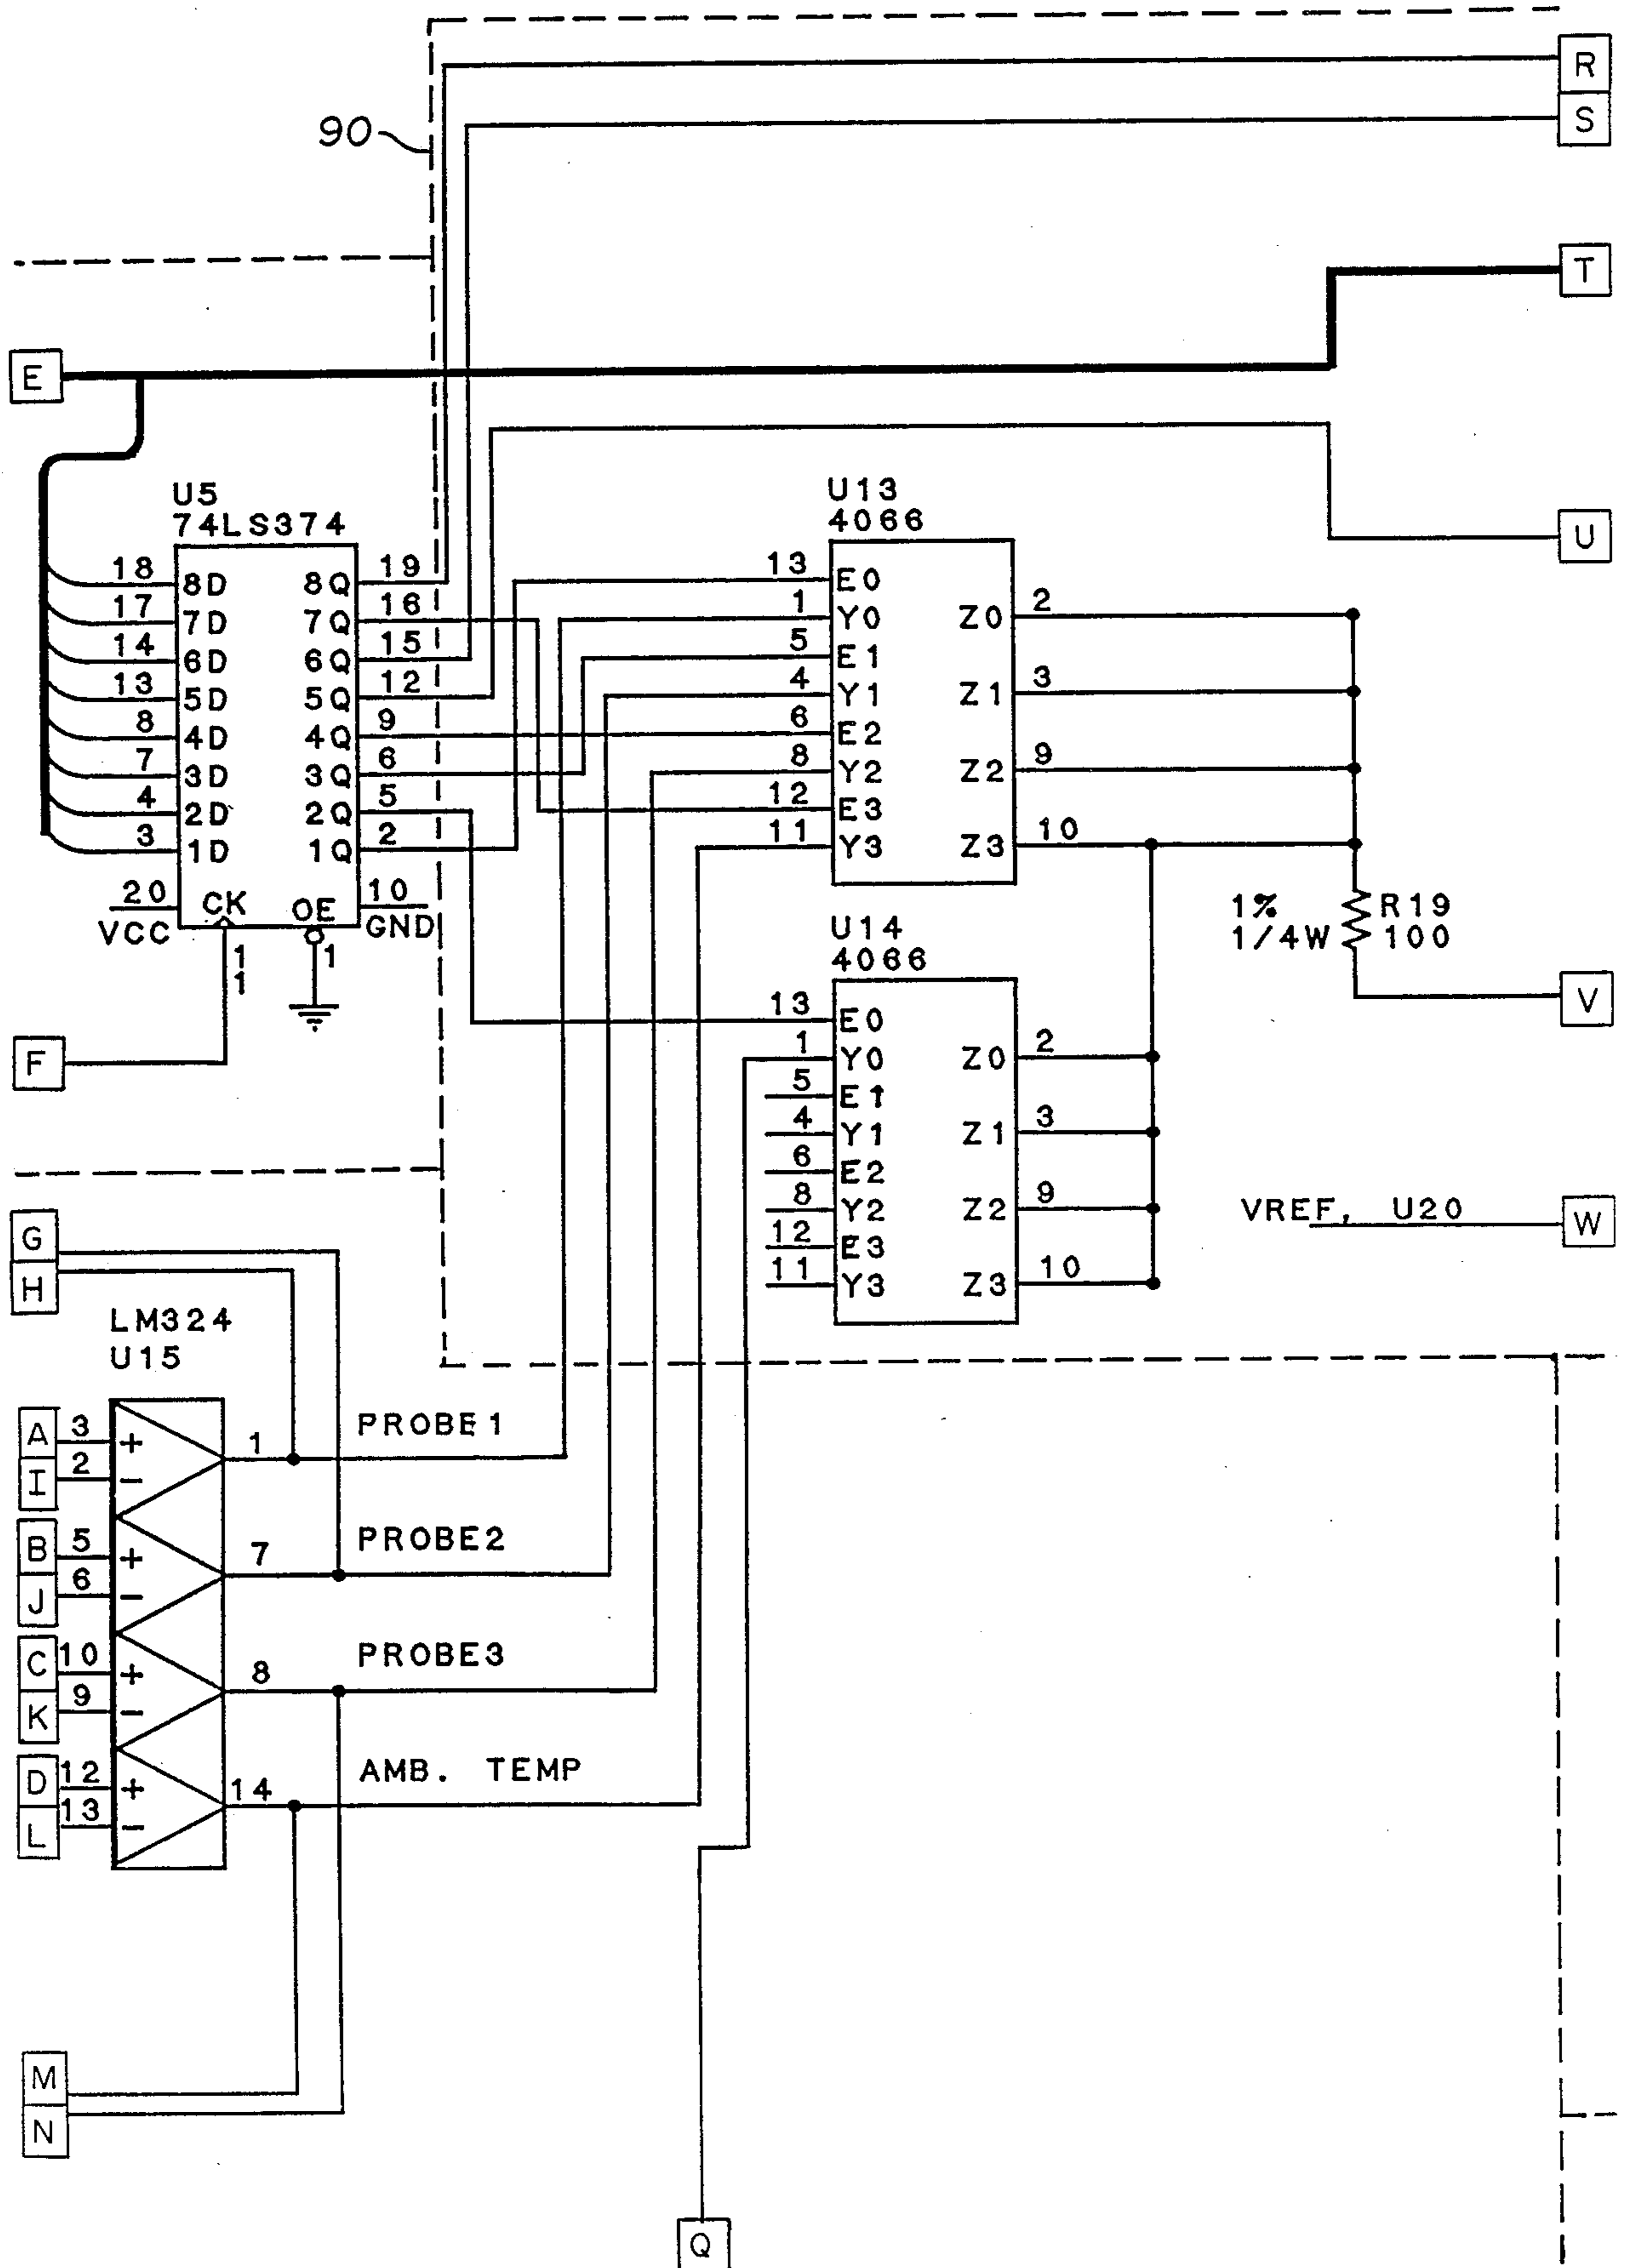 R
S
90
T
E
U5
74LS374
U13
4066
U
18 8D 8Q 19
17 7D 7Q 16
14 6D 6Q 15
13 5D 5Q 12
8 4D 4Q 9
7 3D 3Q 6
4 2D 2Q 5
3 1D 1Q 2
20 CK OE 10
VCC GND
1
1
1
13 E0
1 Y0 Z0 2
5 E1
4 Y1 Z1 3
6 E2
8 Y2 Z2 9
12 E3
11 Y3 Z3 10
1% R19
1/4W 100
V
U14
4066
13 E0
1 Y0 Z0 2
5 E1
4 Y1 Z1 3
6 E2
8 Y2 Z2 9
12 E3
11 Y3 Z3 10
F
VREF, U20 W
G
H
LM324
U15
A 3 + 1 PROBE1
I 2 −
B 5 + 7 PROBE2
J 6 −
C 10 + 8 PROBE3
K 9 −
D 12 + 14 AMB. TEMP
L 13 −
M
N
Q